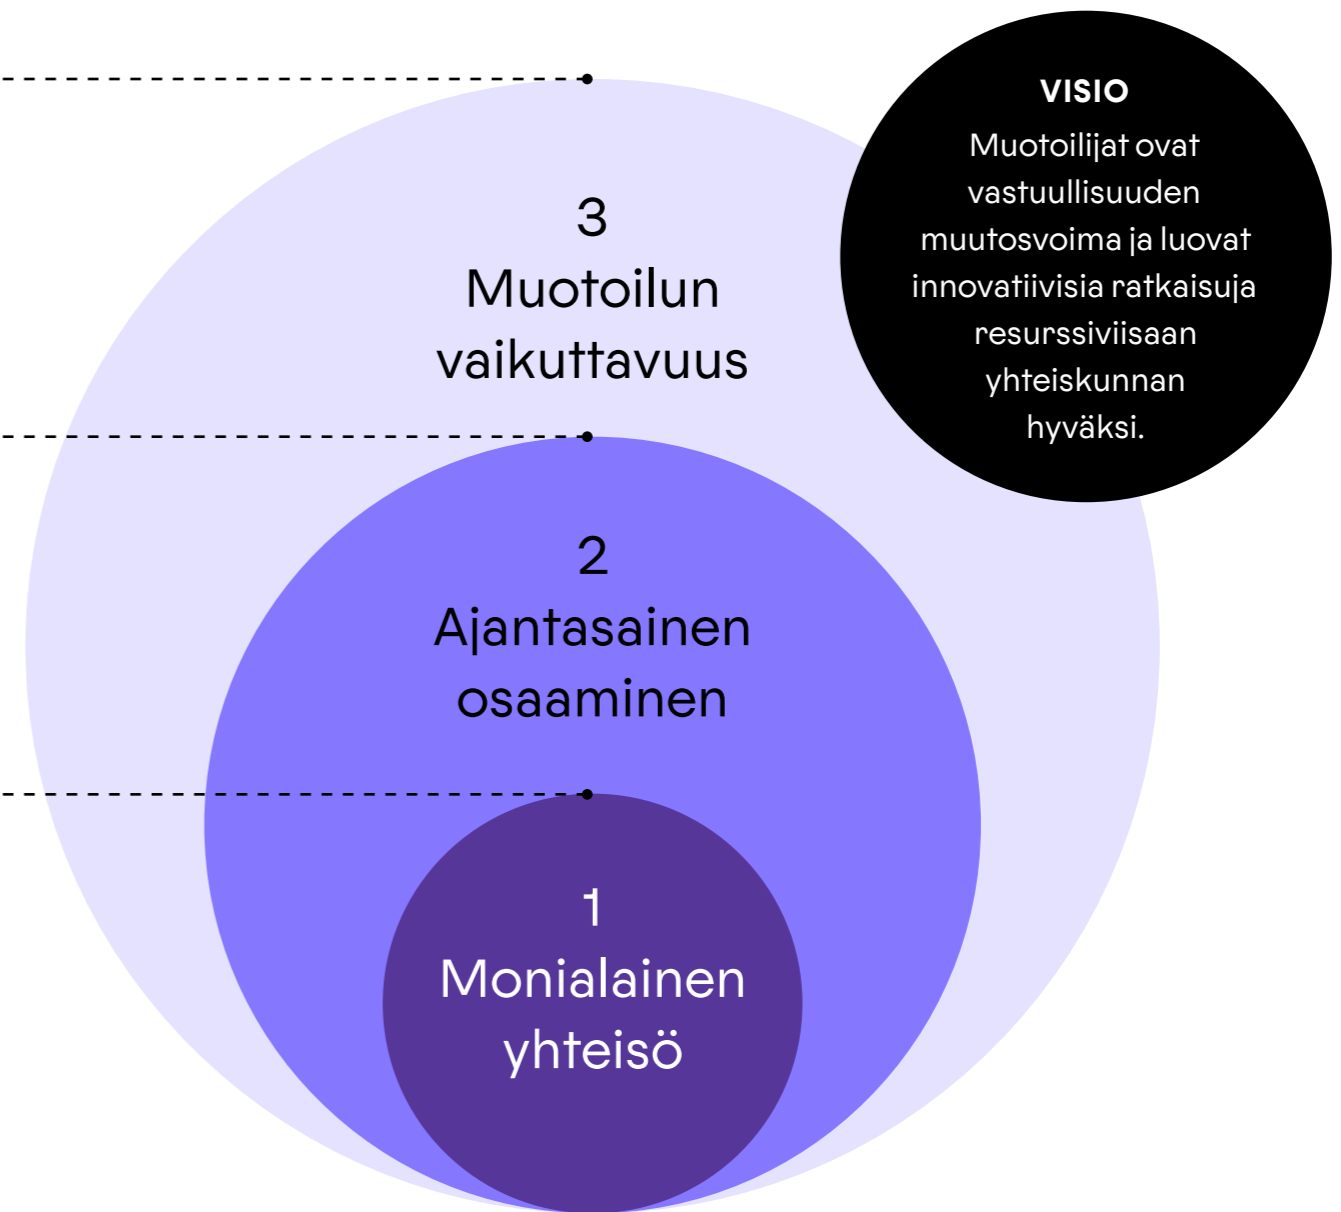 VISIO
Muotoilijat ovat
vastuullisuuden
muutosvoima ja luovat
innovatiivisia ratkaisuja
resurssiviisaan
yhteiskunnan
hyväksi.
3
Muotoilun
vaikuttavuus
2
Ajantasainen
osaaminen
1
Monialainen
yhteisö